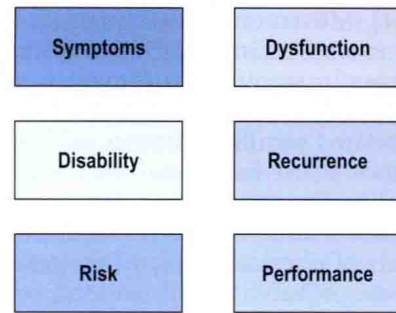 Symptoms
Dysfunction
Disability
Recurrence
Risk
Performance